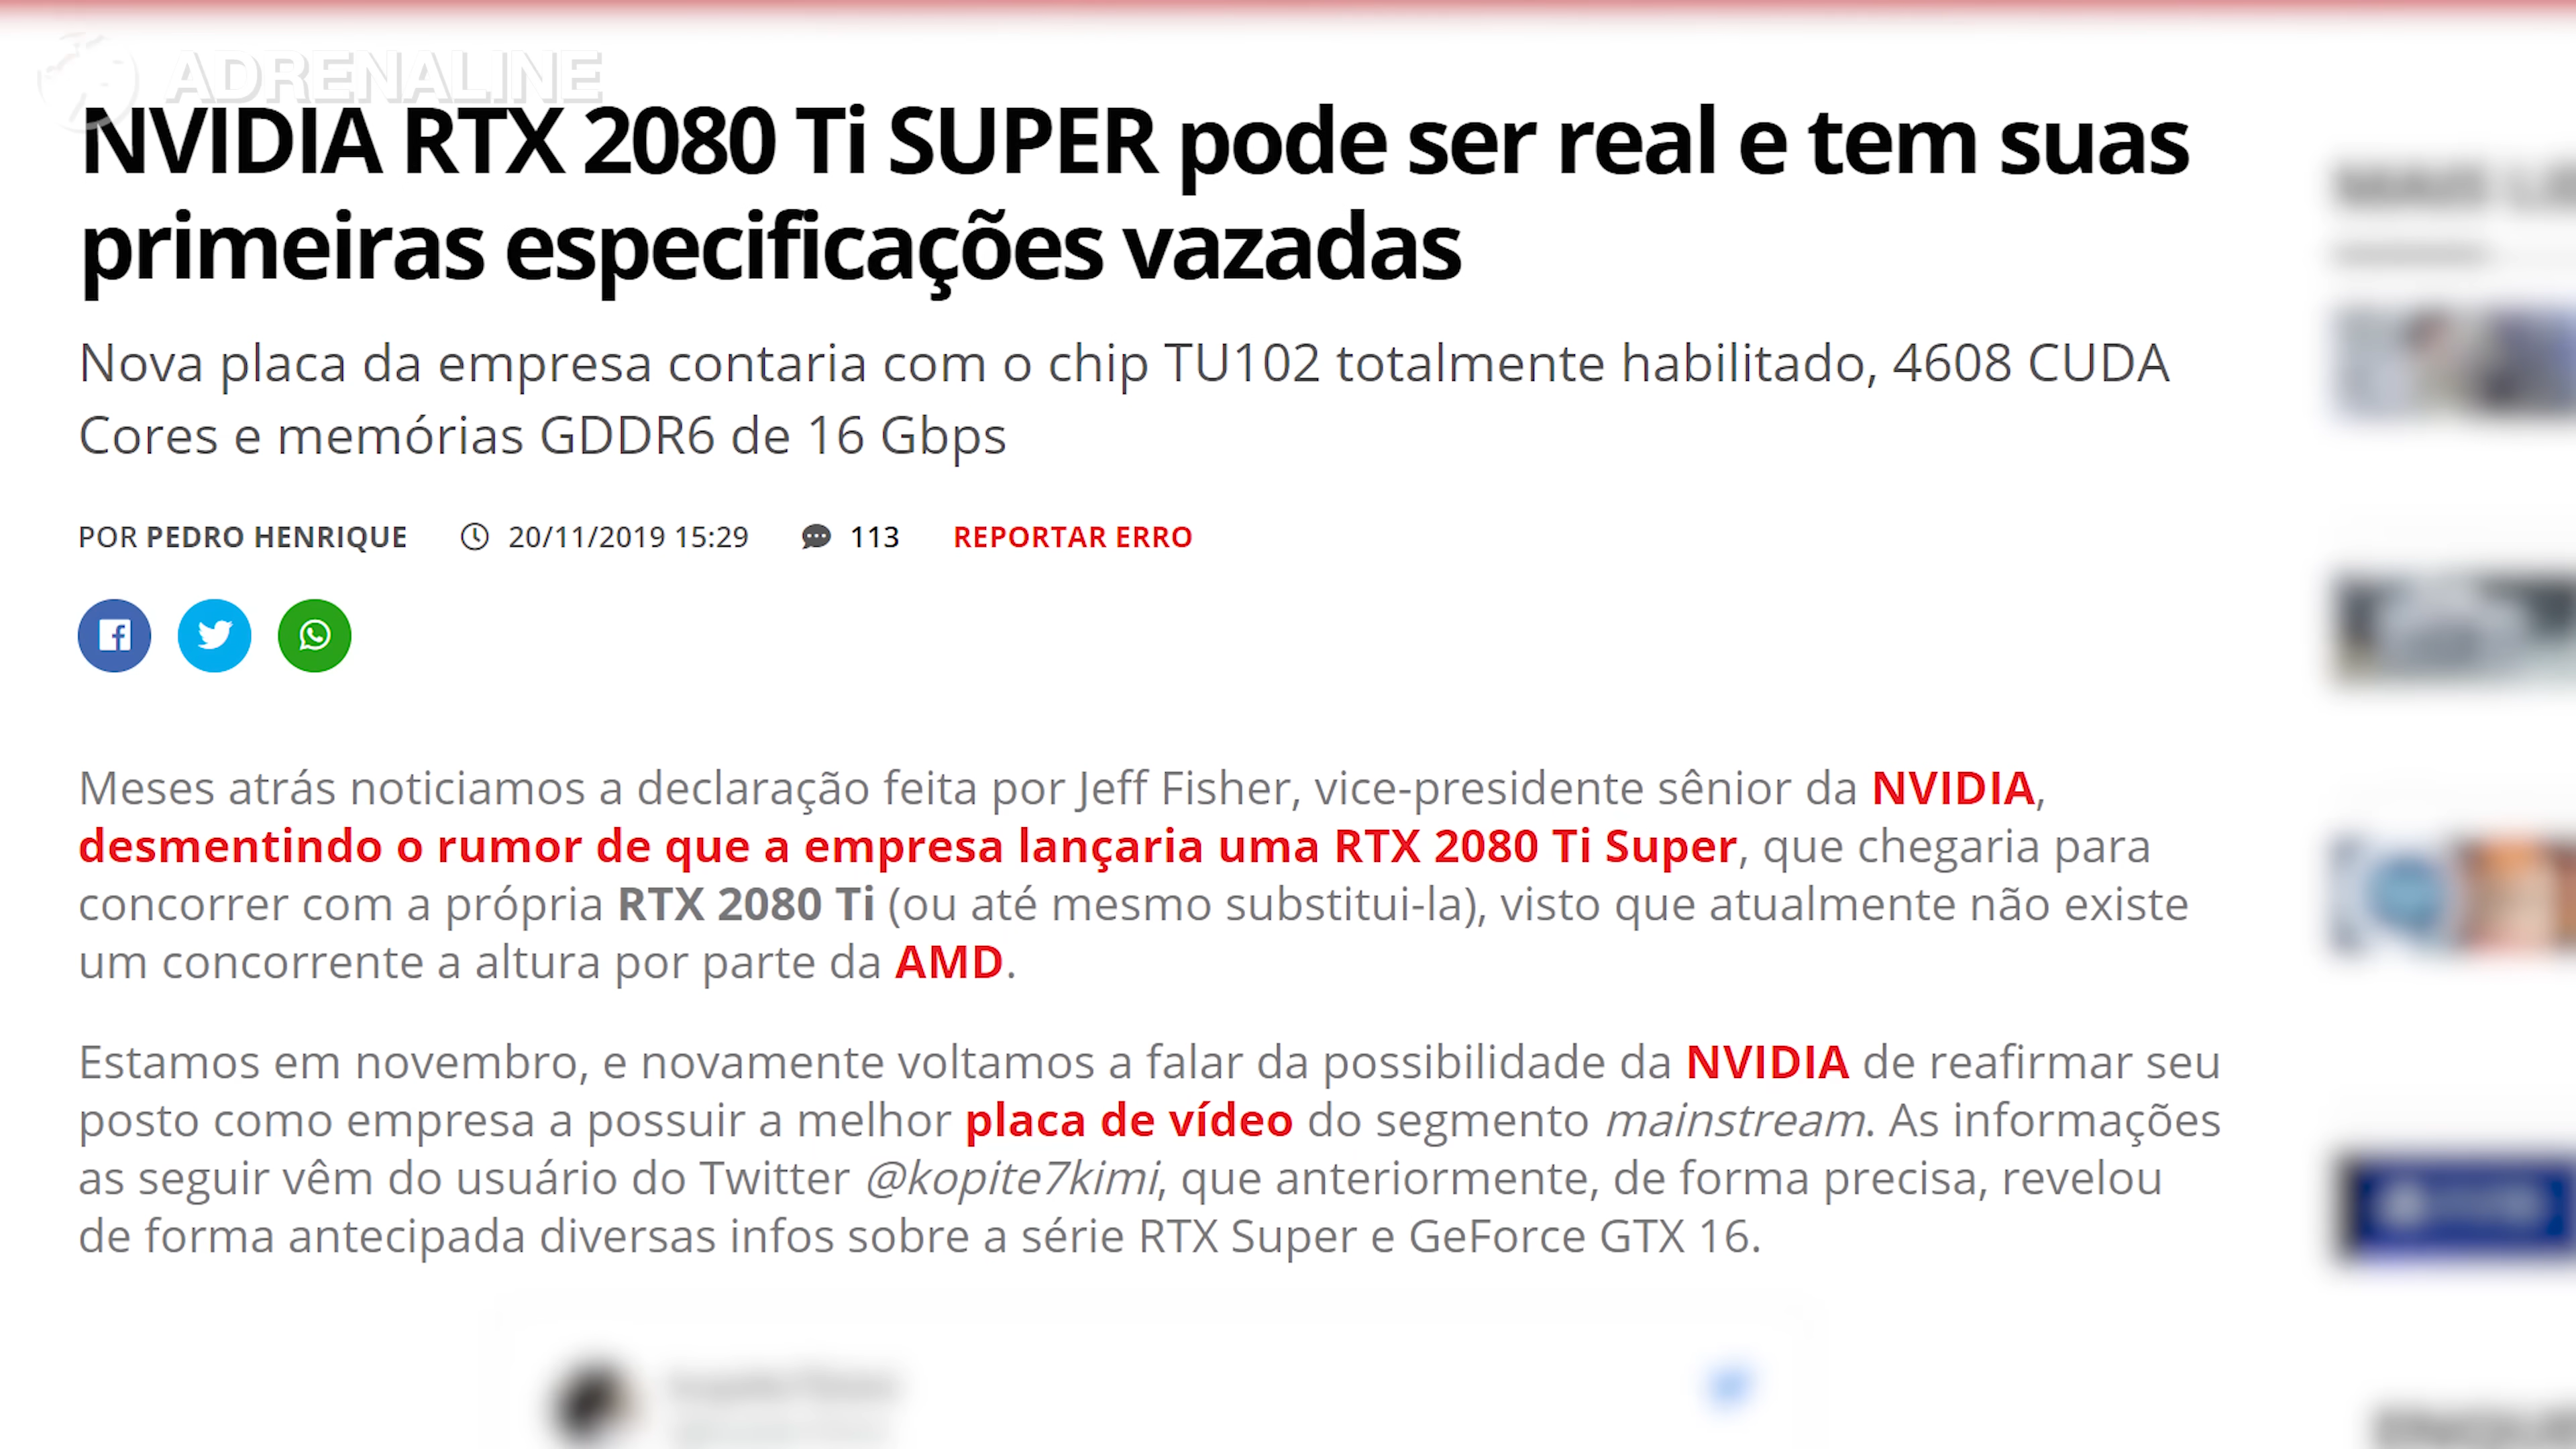 ADRENALINE
NVIDIA RTX 2080 Ti SUPER pode ser real e tem suas
primeiras especificações vazadas
Nova placa da empresa contaria com o chip TU102 totalmente habilitado, 4608 CUDA
Cores e memórias GDDR6 de 16 Gbps
POR PEDRO HENRIQUE 20/11/2019 15:29 113 REPORTAR ERRO
Meses atrás noticiamos a declaração feita por Jeff Fisher, vice-presidente sênior da NVIDIA,
desmentindo o rumor de que a empresa lançaria uma RTX 2080 Ti Super, que chegaria para
concorrer com a própria RTX 2080 Ti (ou até mesmo substitui-la), visto que atualmente não existe
um concorrente a altura por parte da AMD.
Estamos em novembro, e novamente voltamos a falar da possibilidade da NVIDIA de reafirmar seu
posto como empresa a possuir a melhor placa de vídeo do segmento mainstream. As informações
as seguir vêm do usuário do Twitter @kopite7kimi, que anteriormente, de forma precisa, revelou
de forma antecipada diversas infos sobre a série RTX Super e GeForce GTX 16.